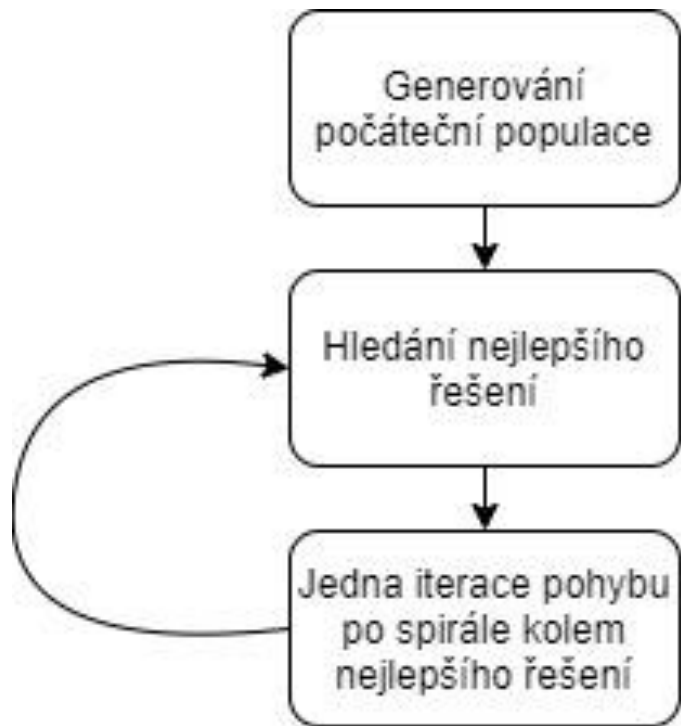 Generování
počáteční populace
Hledání nejlepšího
řešení
Jedna iterace pohybu
po spirále kolem
nejlepšího řešení